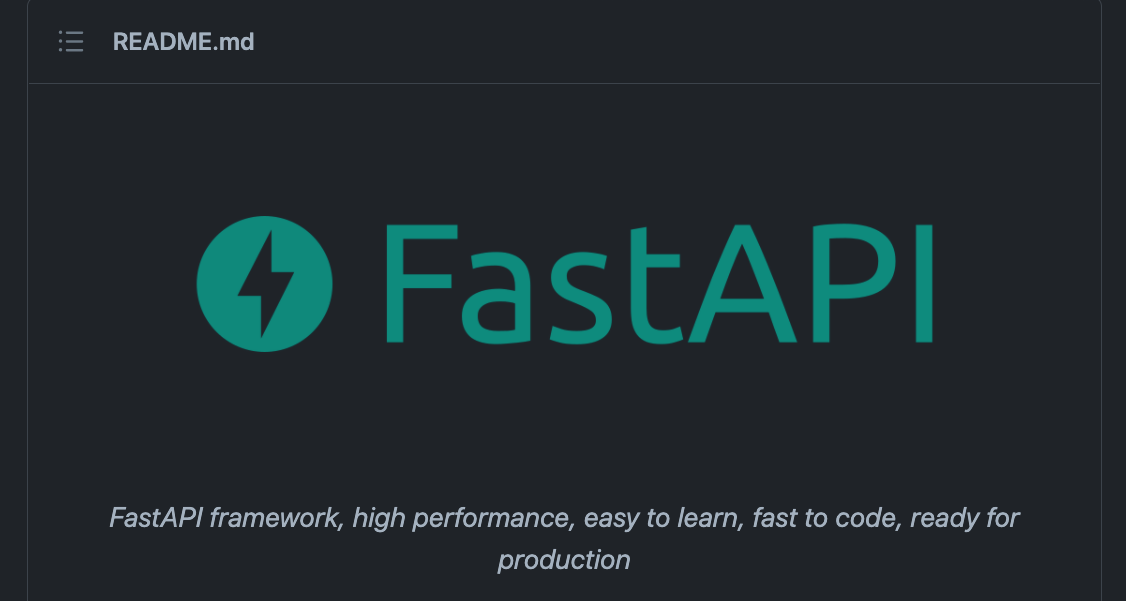 README.md
FastAPI
FastAPI framework, high performance, easy to learn, fast to code, ready for
production